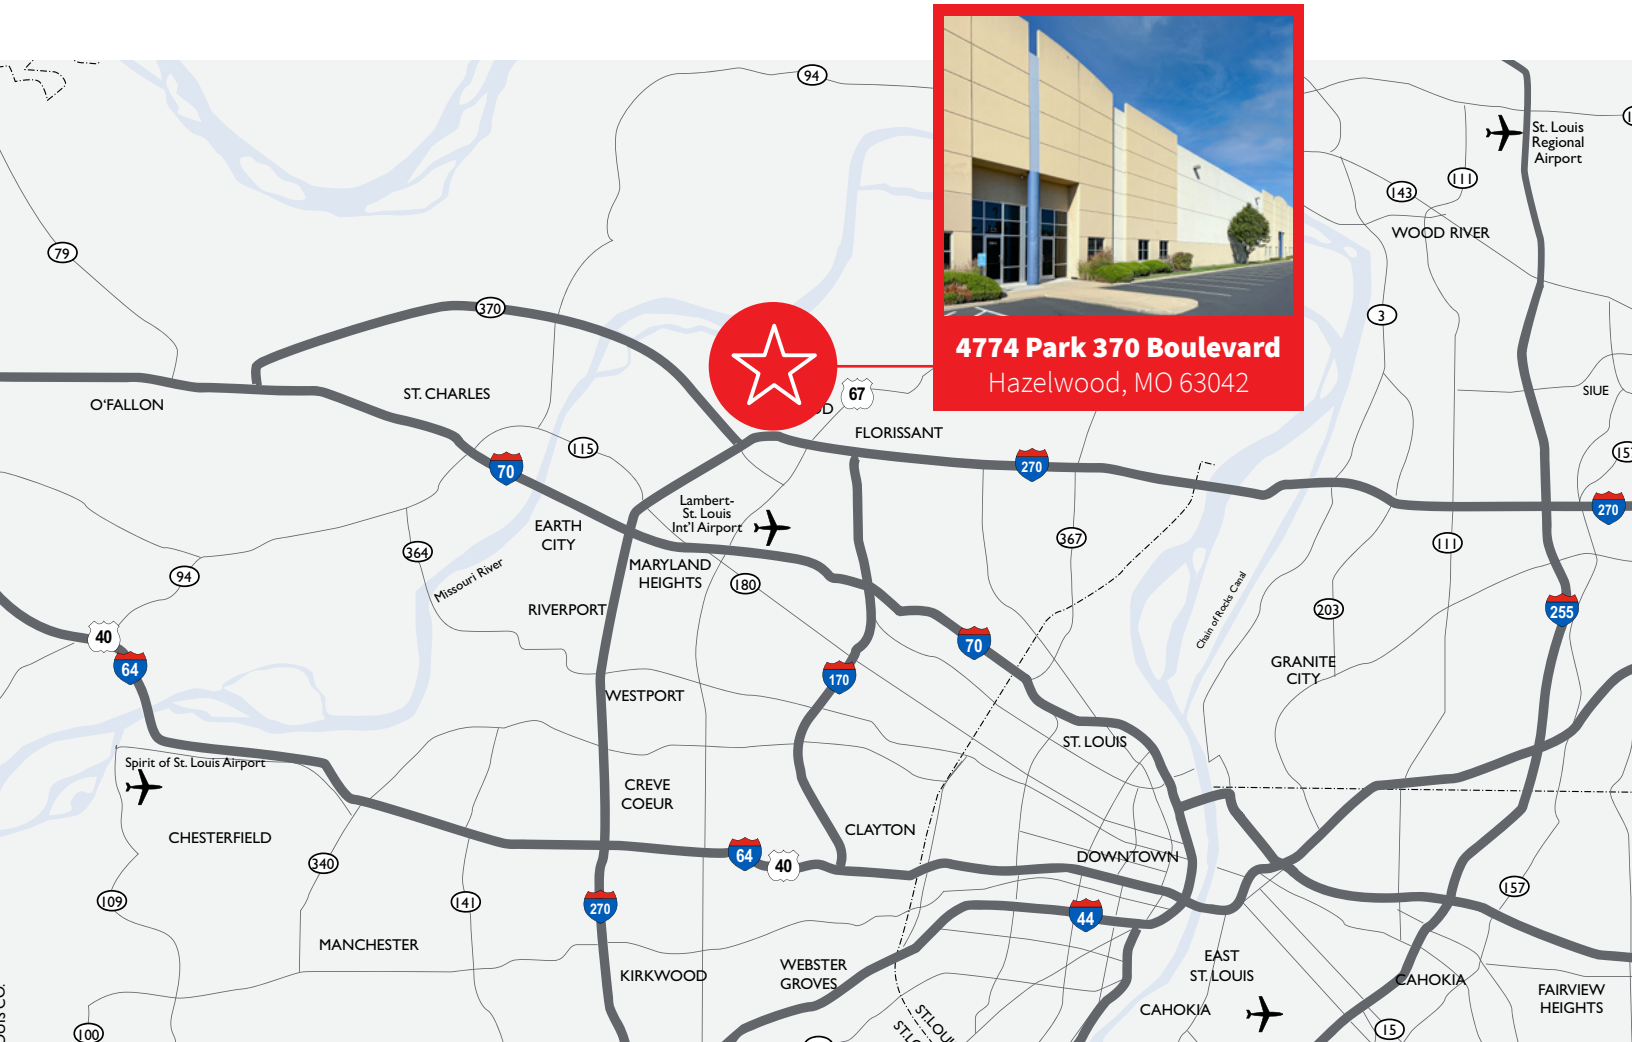 94
St. Louis
Regional
Airport
111
143
WOOD RIVER
79
370
3
4774 Park 370 Boulevard
Hazelwood, MO 63042
67
O'FALLON
ST. CHARLES
SIUE
FLORISSANT
115
70
270
270
Lambert-
St. Louis
Int'l Airport
EARTH
CITY
364
367
111
MARYLAND
HEIGHTS
180
94
Missouri River
RIVERPORT
Chain of Rocks Canal
203
255
40
64
70
170
GRANITE
CITY
WESTPORT
ST. LOUIS
Spirit of St. Louis Airport
CREVE
COEUR
CHESTERFIELD
CLAYTON
340
64
40
DOWNTOWN
109
141
270
44
157
MANCHESTER
KIRKWOOD
WEBSTER
GROVES
EAST
ST. LOUIS
CAHOKIA
CAHOKIA
FAIRVIEW
HEIGHTS
100
15